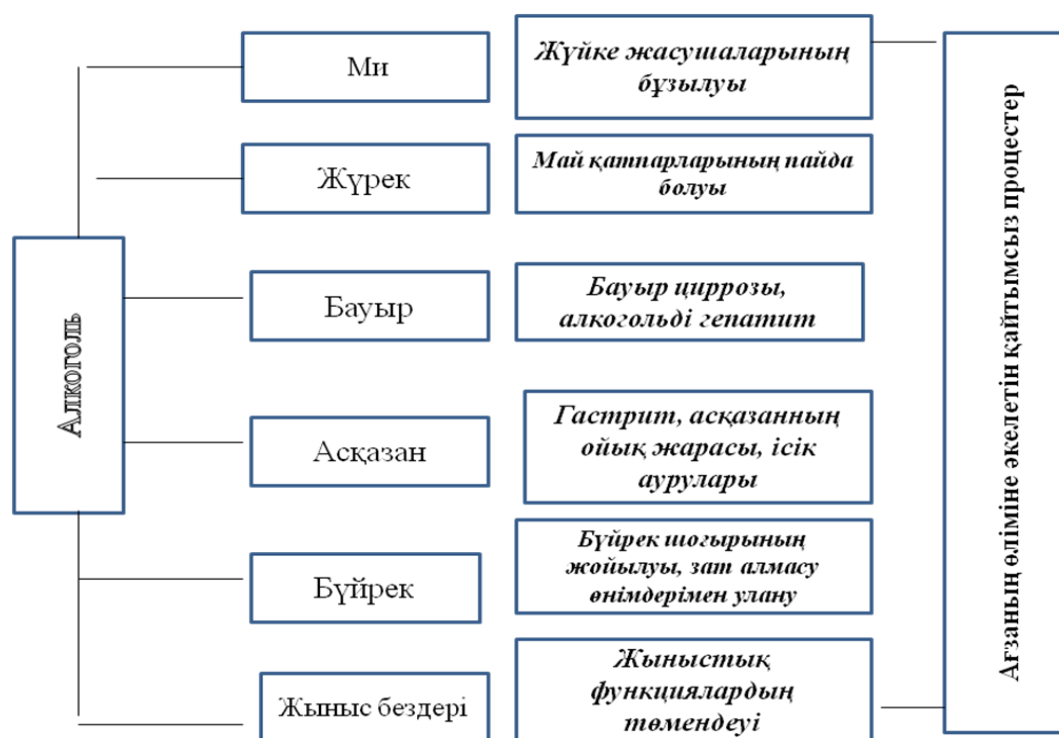 Алкоголь
Ми
Жүйке жасушаларының
бұзылуы
Жүрек
Май қатпарларының пайда
болуы
Бауыр
Бауыр циррозы,
алкогольді гепатит
Асқазан
Гастрит, асқазанның
ойық жарасы, ісік
аурулары
Бүйрек
Бүйрек шоғырының
жойылуы, зат алмасу
өнімдерімен улану
Жыныс бездері
Жыныстық
функциялардың
төмендеуі
Ағзаның өліміне әкелетін қайтымсыз процестер